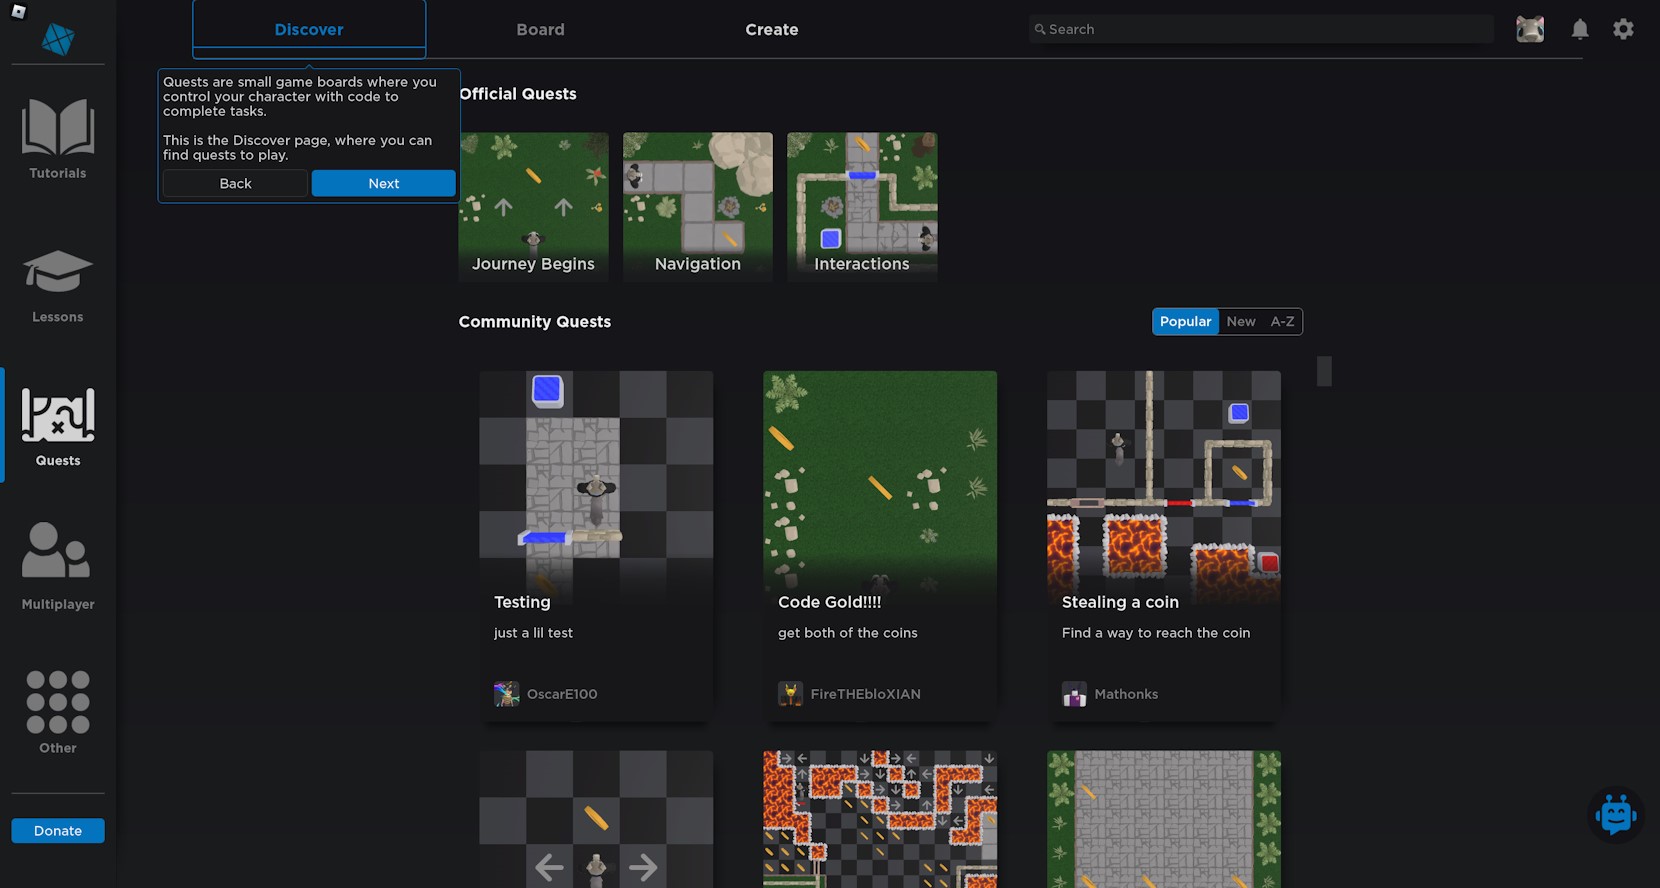 Discover
Board
Create
Search
Quests are small game boards where you
control your character with code to
complete tasks.
This is the Discover page, where you can
find quests to play.
Back
Next
Tutorials
Lessons
Quests
Multiplayer
Other
Donate
Official Quests
Journey Begins
Navigation
Interactions
Community Quests
Popular
New
A-Z
Testing
just a lil test
OscarE100
Code Gold!!!!
get both of the coins
FireTHEbloXIAN
Stealing a coin
Find a way to reach the coin
Mathonks